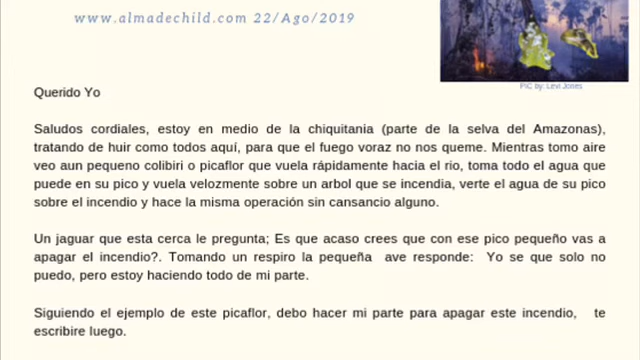 www.almadechild.com 22/Ago/2019
PIC by: Levi Jones
Querido Yo
Saludos cordiales, estoy en medio de la chiquitania (parte de la selva del Amazonas),
tratando de huir como todos aquí, para que el fuego voraz no nos queme. Mientras tomo aire
veo aun pequeno colibiri o picaflor que vuela rápidamente hacia el rio, toma todo el agua que
puede en su pico y vuela velozmente sobre un arbol que se incendia, verte el agua de su pico
sobre el incendio y hace la misma operación sin cansancio alguno.
Un jaguar que esta cerca le pregunta; Es que acaso crees que con ese pico pequeño vas a
apagar el incendio?. Tomando un respiro la pequeña ave responde: Yo se que solo no
puedo, pero estoy haciendo todo de mi parte.
Siguiendo el ejemplo de este picaflor, debo hacer mi parte para apagar este incendio, te
escribire luego.